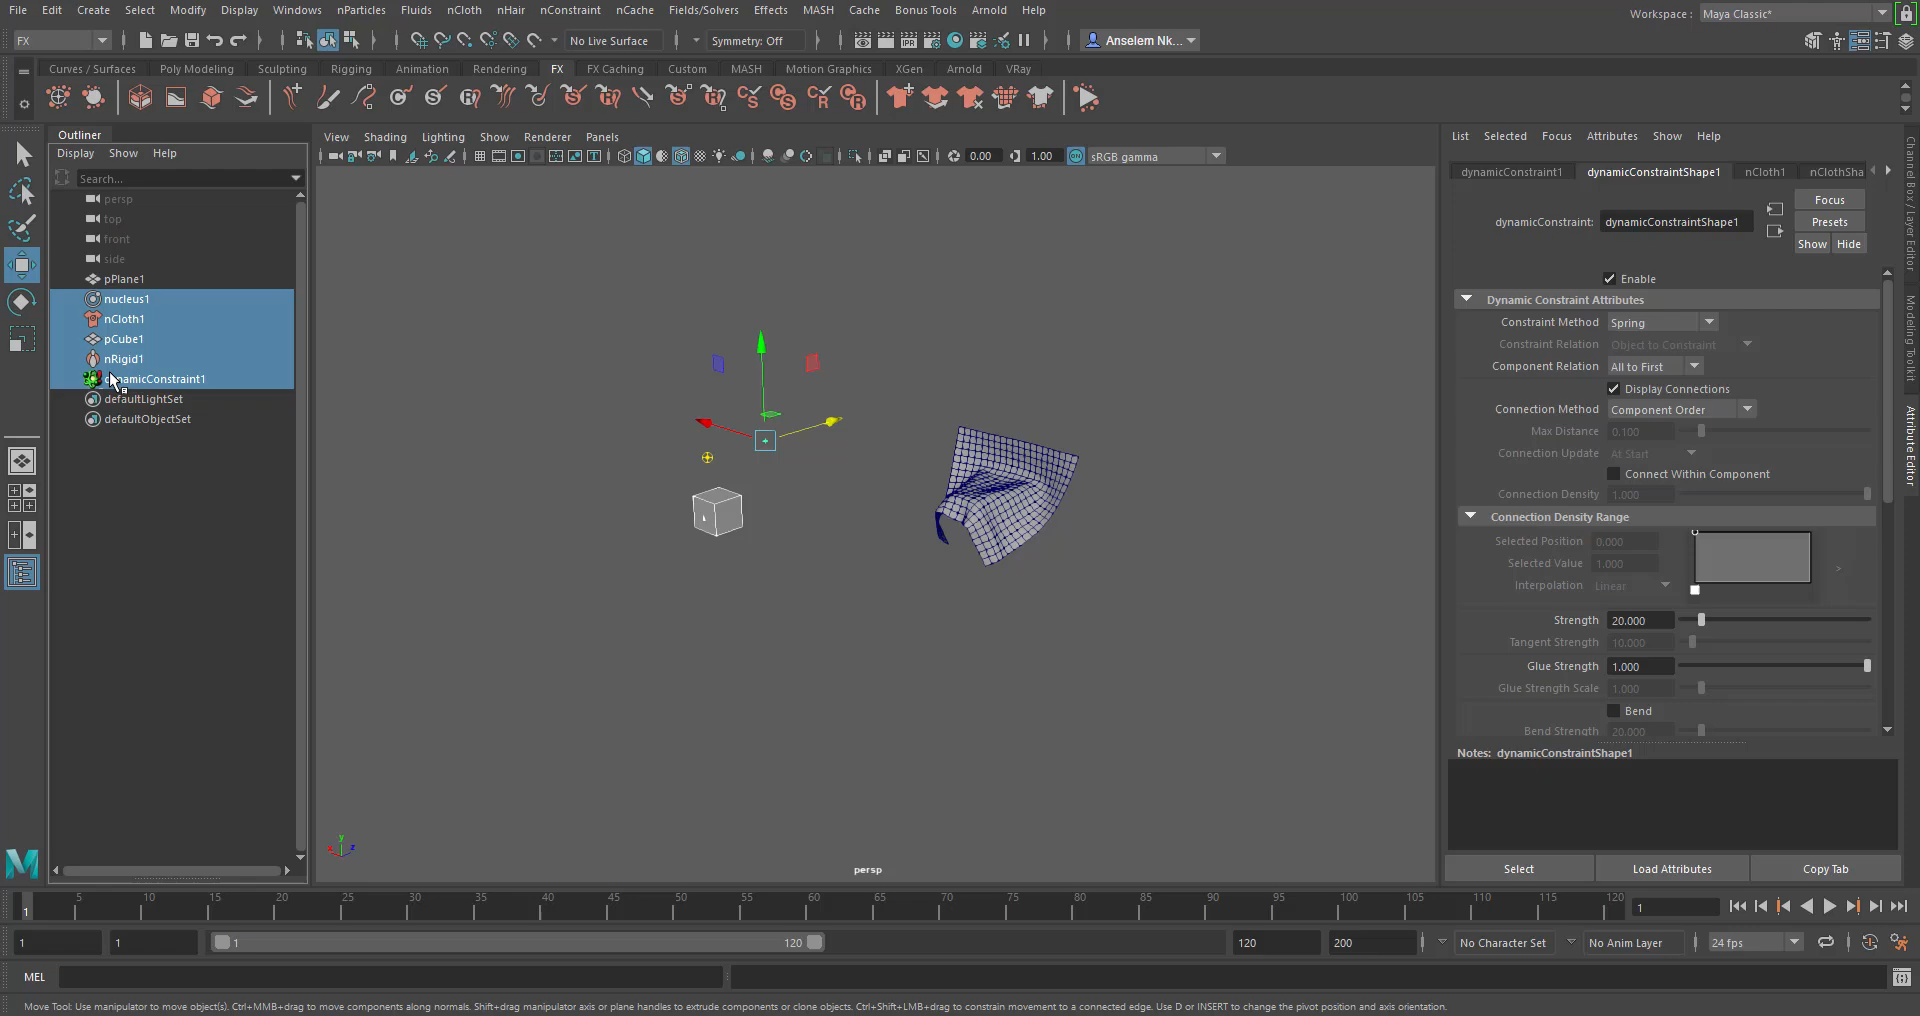 File Edit Create Select Modify Display Windows nParticles Fluids nCloth nHair nConstraint nCache Fields/Solvers Effects MASH Cache Bonus Tools Arnold Help
Workspace : Maya Classic*
FX No Live Surface Symmetry: Off Anselem Nk...
Curves / Surfaces Poly Modeling Sculpting Rigging Animation Rendering FX FX Caching Custom MASH Motion Graphics XGen Arnold VRay
Outliner
Display Show Help
Search...
persp
top
front
side
pPlane1
nucleus1
nCloth1
pCube1
nRigid1
namicConstraint1
defaultLightSet
defaultObjectSet
View Shading Lighting Show Renderer Panels
0.00 1.00 ON sRGB gamma
persp
y
x z
List Selected Focus Attributes Show Help
dynamicConstraint1 dynamicConstraintShape1 nCloth1 nClothSha
dynamicConstraint: dynamicConstraintShape1
Focus
Presets
Show Hide
Enable
Dynamic Constraint Attributes
Constraint Method Spring
Constraint Relation Object to Constraint
Component Relation All to First
Display Connections
Connection Method Component Order
Max Distance 0.100
Connection Update At Start
Connect Within Component
Connection Density 1.000
Connection Density Range
Selected Position 0.000
Selected Value 1.000
Interpolation Linear
>
Strength 20.000
Tangent Strength 10.000
Glue Strength 1.000
Glue Strength Scale 1.000
Bend
Bend Strength 20.000
Notes: dynamicConstraintShape1
Select Load Attributes Copy Tab
Channel Box / Layer Editor
Modeling Toolkit
Attribute Editor
1 5 10 15 20 25 30 35 40 45 50 55 60 65 70 75 80 85 90 95 100 105 110 115 120 1
1 1 1 120 120 200 No Character Set No Anim Layer 24 fps
MEL
Move Tool: Use manipulator to move object(s). Ctrl+MMB+drag to move components along normals. Shift+drag manipulator axis or plane handles to extrude components or clone objects. Ctrl+Shift+LMB+drag to constrain movement to a connected edge. Use D or INSERT to change the pivot position and axis orientation.